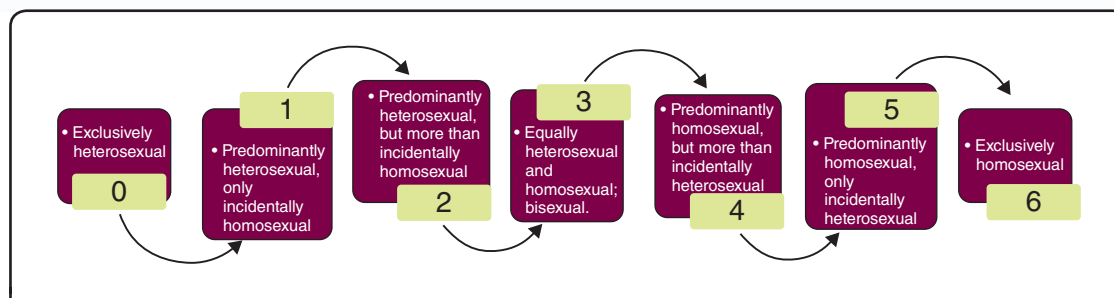 • Exclusively
heterosexual
0
1
• Predominantly
heterosexual,
only
incidentally
homosexual
• Predominantly
heterosexual,
but more than
incidentally
homosexual
2
3
• Equally
heterosexual
and
homosexual;
bisexual.
• Predominantly
homosexual,
but more than
incidentally
heterosexual
4
5
• Predominantly
homosexual,
only
incidentally
heterosexual
• Exclusively
homosexual
6